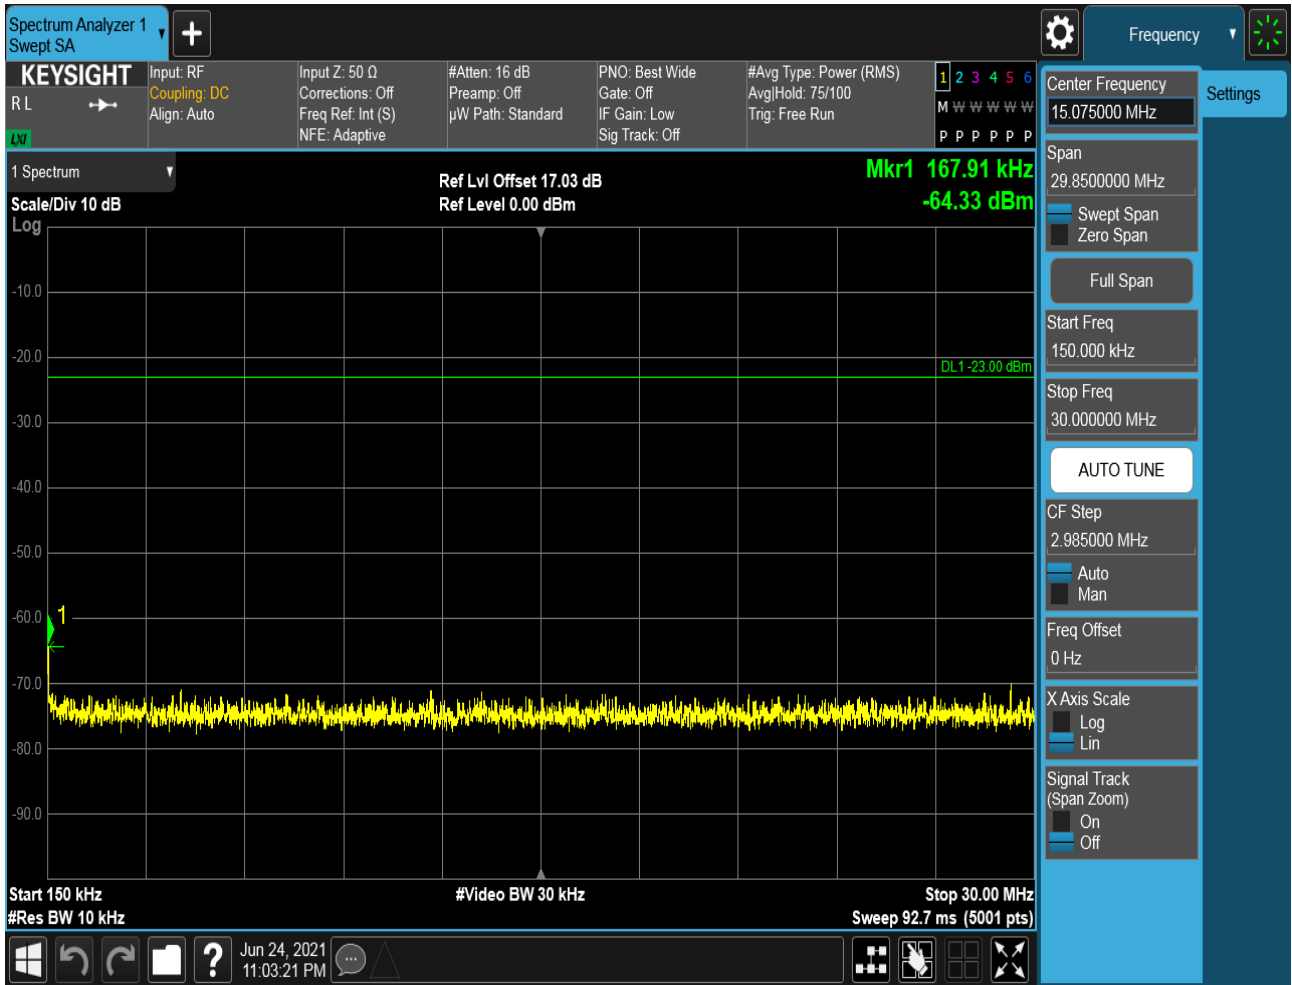 Spectrum Analyzer 1
Swept SA
Frequency
KEYSIGHT
R L
LXI
Input: RF
Coupling: DC
Align: Auto
Input Z: 50 Ω
Corrections: Off
Freq Ref: Int (S)
NFE: Adaptive
#Atten: 16 dB
Preamp: Off
µW Path: Standard
PNO: Best Wide
Gate: Off
IF Gain: Low
Sig Track: Off
#Avg Type: Power (RMS)
Avg|Hold: 75/100
Trig: Free Run
1 2 3 4 5 6
M W W W W W
P P P P P P
1 Spectrum
Scale/Div 10 dB
Log
Ref Lvl Offset 17.03 dB
Ref Level 0.00 dBm
Mkr1 167.91 kHz
-64.33 dBm
-10.0
-20.0
DL1 -23.00 dBm
-30.0
-40.0
-50.0
-60.0
1
-70.0
-80.0
-90.0
Start 150 kHz
#Res BW 10 kHz
#Video BW 30 kHz
Stop 30.00 MHz
Sweep 92.7 ms (5001 pts)
Jun 24, 2021
11:03:21 PM
Center Frequency
15.075000 MHz
Settings
Span
29.8500000 MHz
Swept Span
Zero Span
Full Span
Start Freq
150.000 kHz
Stop Freq
30.000000 MHz
AUTO TUNE
CF Step
2.985000 MHz
Auto
Man
Freq Offset
0 Hz
X Axis Scale
Log
Lin
Signal Track
(Span Zoom)
On
Off